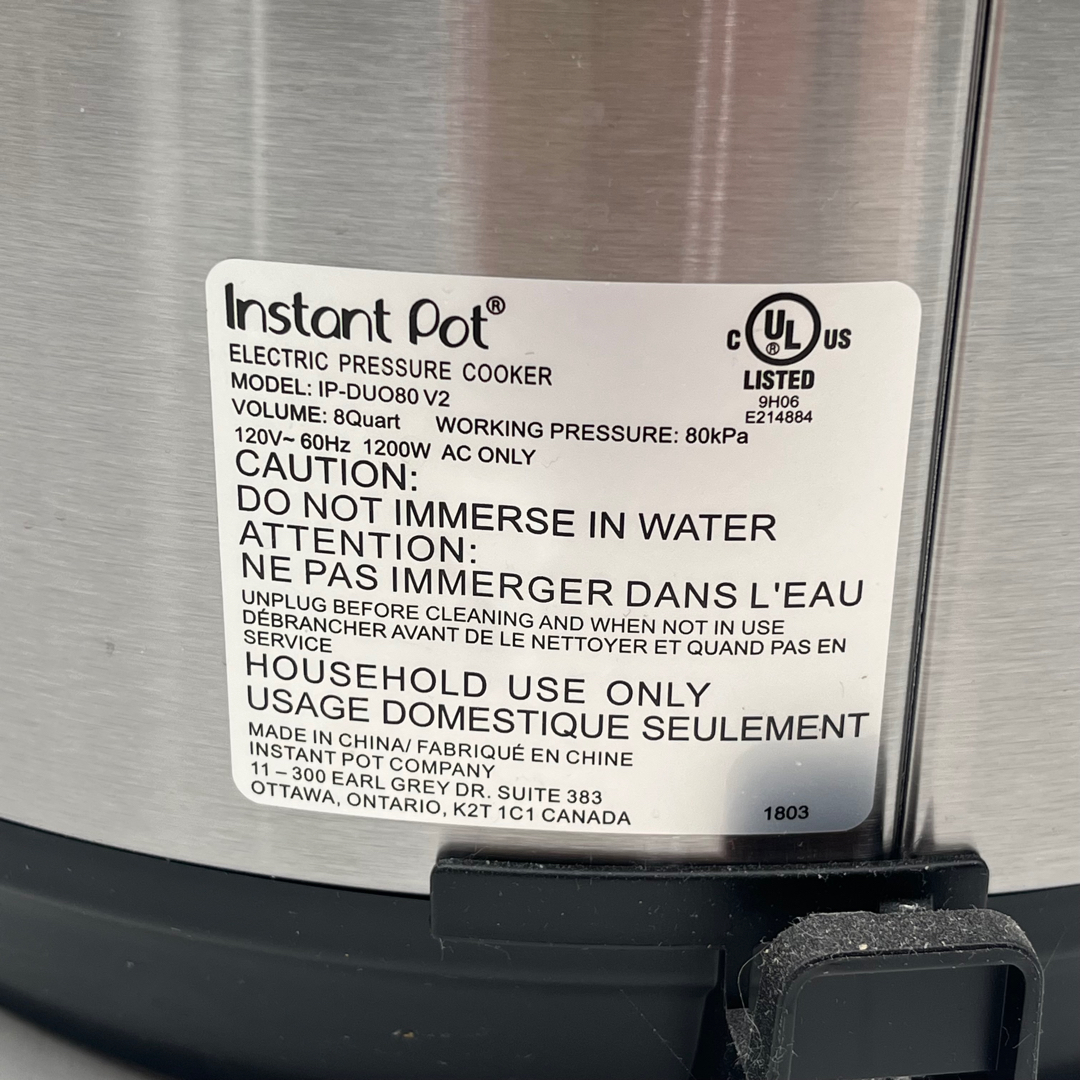 Instant Pot®
C UL® US
LISTED
9H06
E214884
ELECTRIC PRESSURE COOKER
MODEL: IP-DUO80 V2
VOLUME: 8Quart WORKING PRESSURE: 80kPa
120V~ 60Hz 1200W AC ONLY
CAUTION:
DO NOT IMMERSE IN WATER
ATTENTION:
NE PAS IMMERGER DANS L'EAU
UNPLUG BEFORE CLEANING AND WHEN NOT IN USE
DÉBRANCHER AVANT DE LE NETTOYER ET QUAND PAS EN
SERVICE
HOUSEHOLD USE ONLY
USAGE DOMESTIQUE SEULEMENT
MADE IN CHINA/ FABRIQUÉ EN CHINE
INSTANT POT COMPANY
11 – 300 EARL GREY DR. SUITE 383
OTTAWA, ONTARIO, K2T 1C1 CANADA
1803